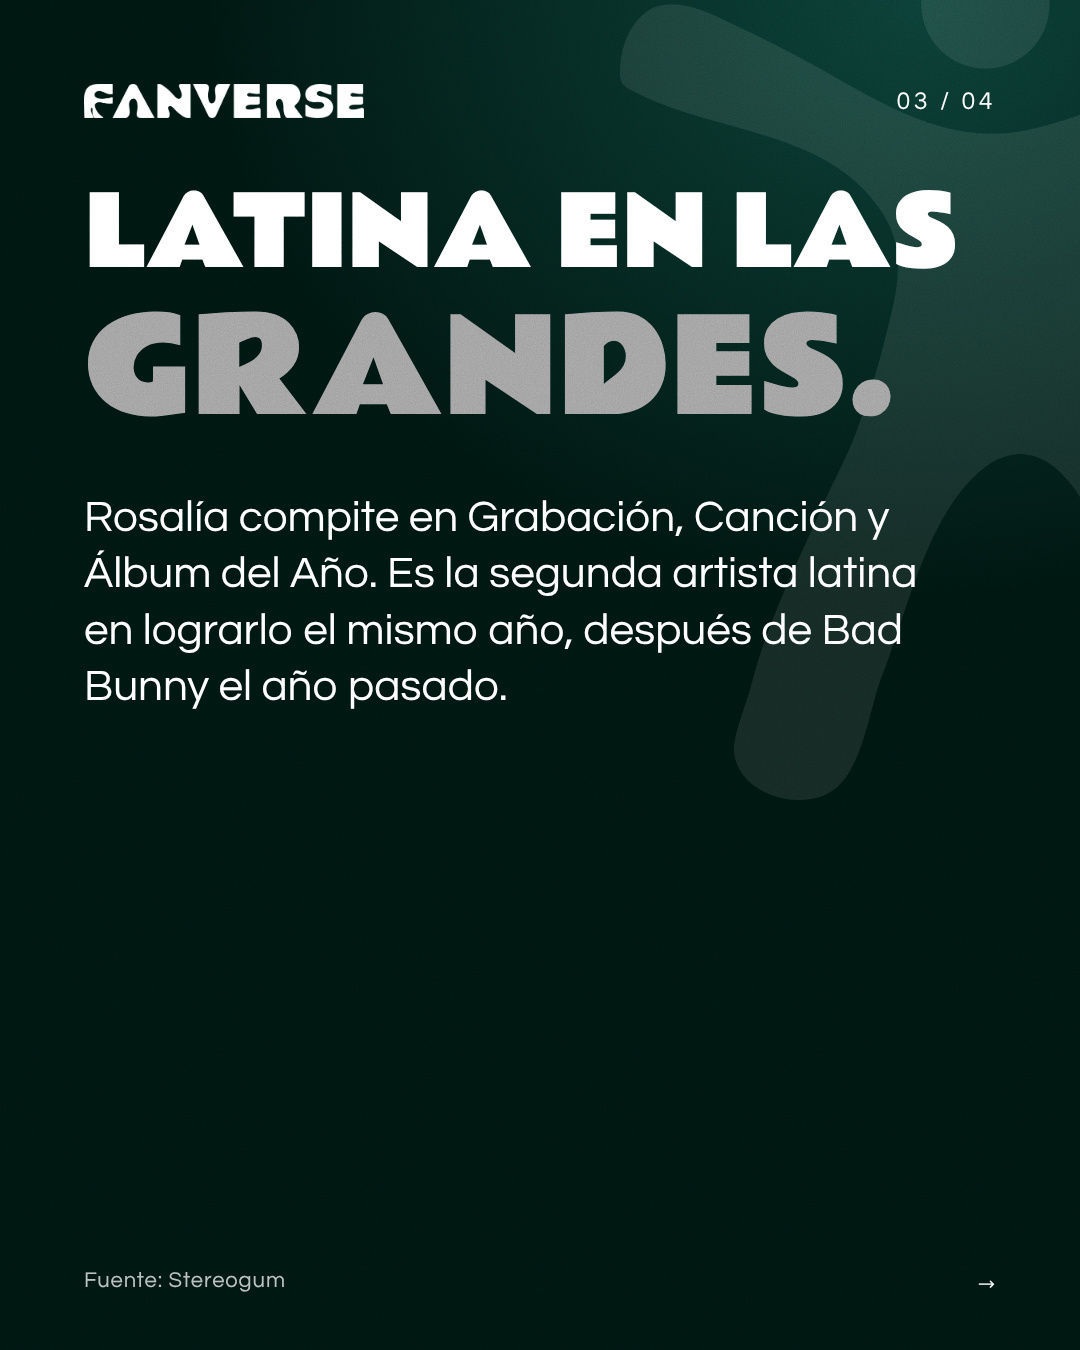 FANVERSE
03 / 04
LATINA EN LAS
GRANDES.
Rosalía compite en Grabación, Canción y
Álbum del Año. Es la segunda artista latina
en lograrlo el mismo año, después de Bad
Bunny el año pasado.
Fuente: Stereogum
→